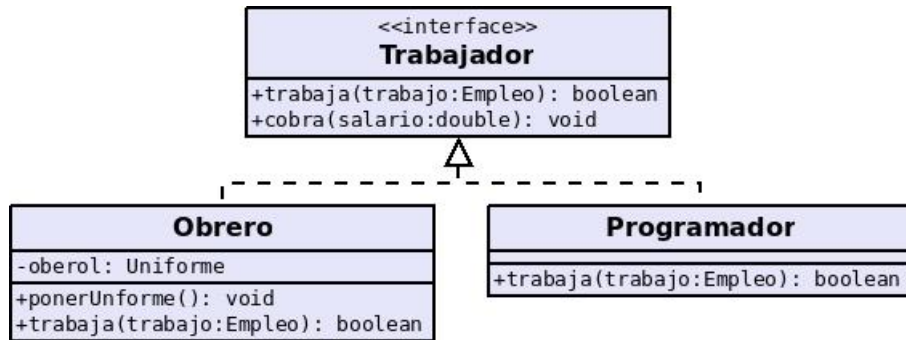 <<interface>>
Trabajador
+trabaja(trabajo:Empleo): boolean
+cobra(salario:double): void
Obrero
-oberol: Uniforme
+ponerUnforme(): void
+trabaja(trabajo:Empleo): boolean
Programador
+trabaja(trabajo:Empleo): boolean